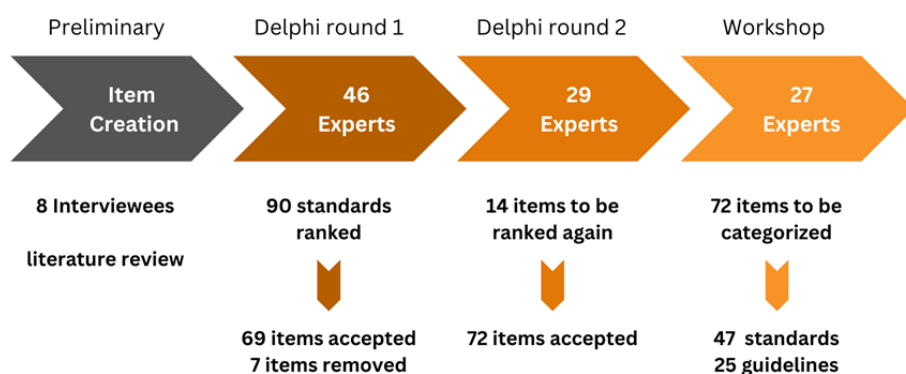 Preliminary
Delphi round 1
Delphi round 2
Workshop
Item
Creation
46
Experts
29
Experts
27
Experts
8 Interviewees
literature review
90 standards
ranked
14 items to be
ranked again
72 items to be
categorized
69 items accepted
7 items removed
72 items accepted
47 standards
25 guidelines